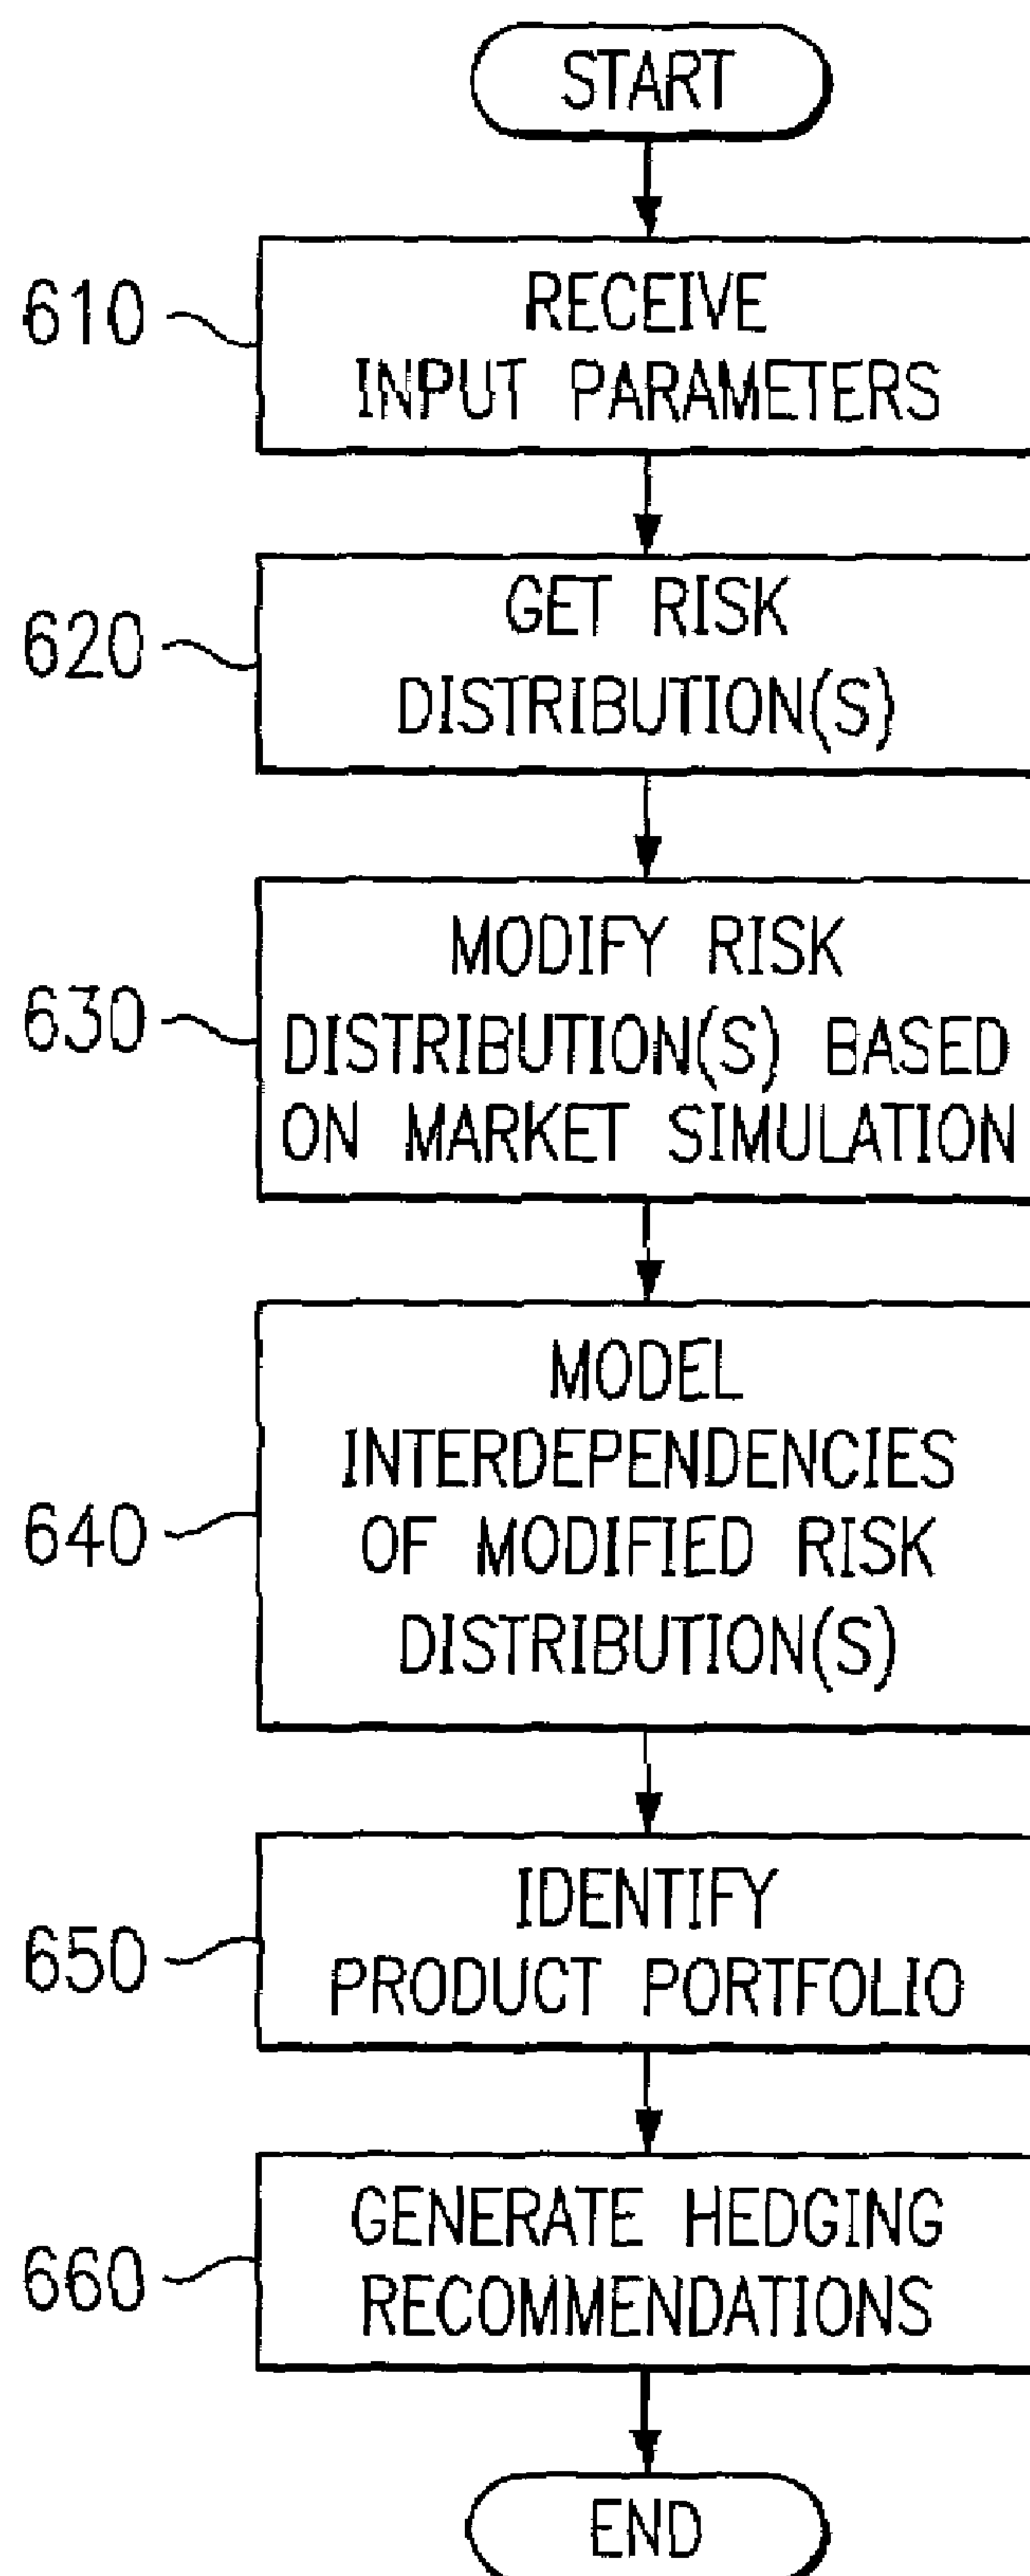 START
610
RECEIVE
INPUT PARAMETERS
620
GET RISK
DISTRIBUTION(S)
630
MODIFY RISK
DISTRIBUTION(S) BASED
ON MARKET SIMULATION
640
MODEL
INTERDEPENDENCIES
OF MODIFIED RISK
DISTRIBUTION(S)
650
IDENTIFY
PRODUCT PORTFOLIO
660
GENERATE HEDGING
RECOMMENDATIONS
END